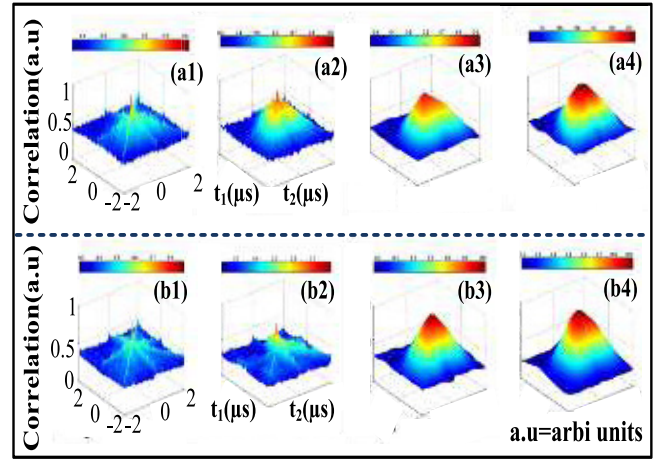 (a1) (a2) (a3) (a4)
Correlation(a.u)
1
0.5
0
2 0 -2 -2 0 2
t₁(μs) t₂(μs)
(b1) (b2) (b3) (b4)
Correlation(a.u)
1
0.5
0
2 0 -2 -2 0 2
t₁(μs) t₂(μs)
a.u=arbi units